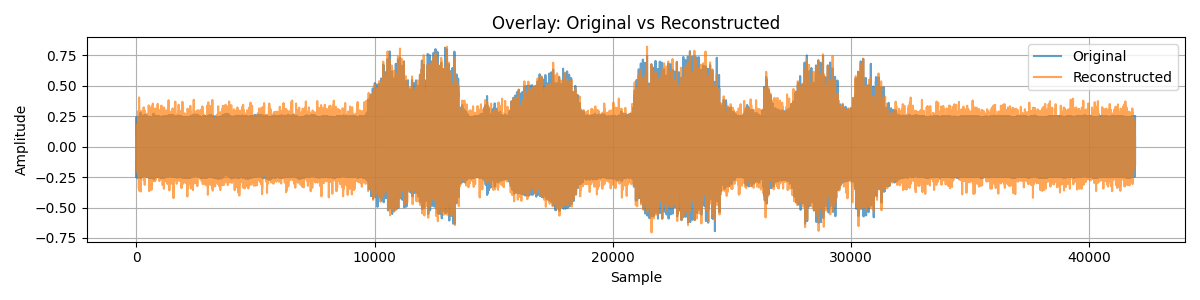 Overlay: Original vs Reconstructed
Original
Reconstructed
Amplitude
0.75
0.50
0.25
0.00
−0.25
−0.50
−0.75
0 10000 20000 30000 40000
Sample